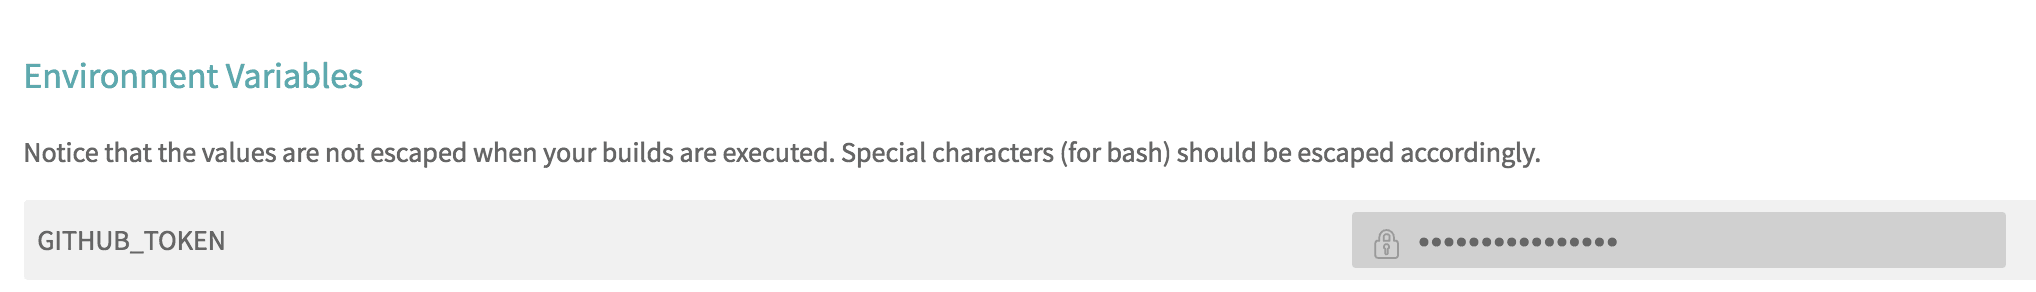 Environment Variables
Notice that the values are not escaped when your builds are executed. Special characters (for bash) should be escaped accordingly.
GITHUB_TOKEN ••••••••••••••••